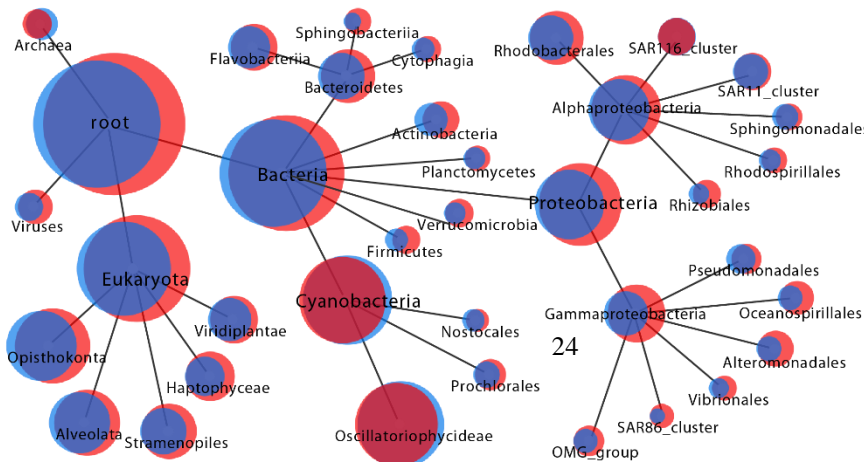 Archaea
root
Viruses
Eukaryota
Opisthokonta
Alveolata
Stramenopiles
Haptophyceae
Viridiplantae
Sphingobacteriia
Flavobacteriia
Cytophagia
Bacteroidetes
Actinobacteria
Bacteria
Planctomycetes
Verrucomicrobia
Firmicutes
Cyanobacteria
Nostocales
Prochlorales
Oscillatoriophycideae
Rhodobacterales
SAR116_cluster
SAR11_cluster
Alphaproteobacteria
Sphingomonadales
Rhodospirillales
Rhizobiales
Proteobacteria
Pseudomonadales
Oceanospirillales
Gammaproteobacteria
24
Alteromonadales
Vibrionales
SAR86_cluster
OMG_group